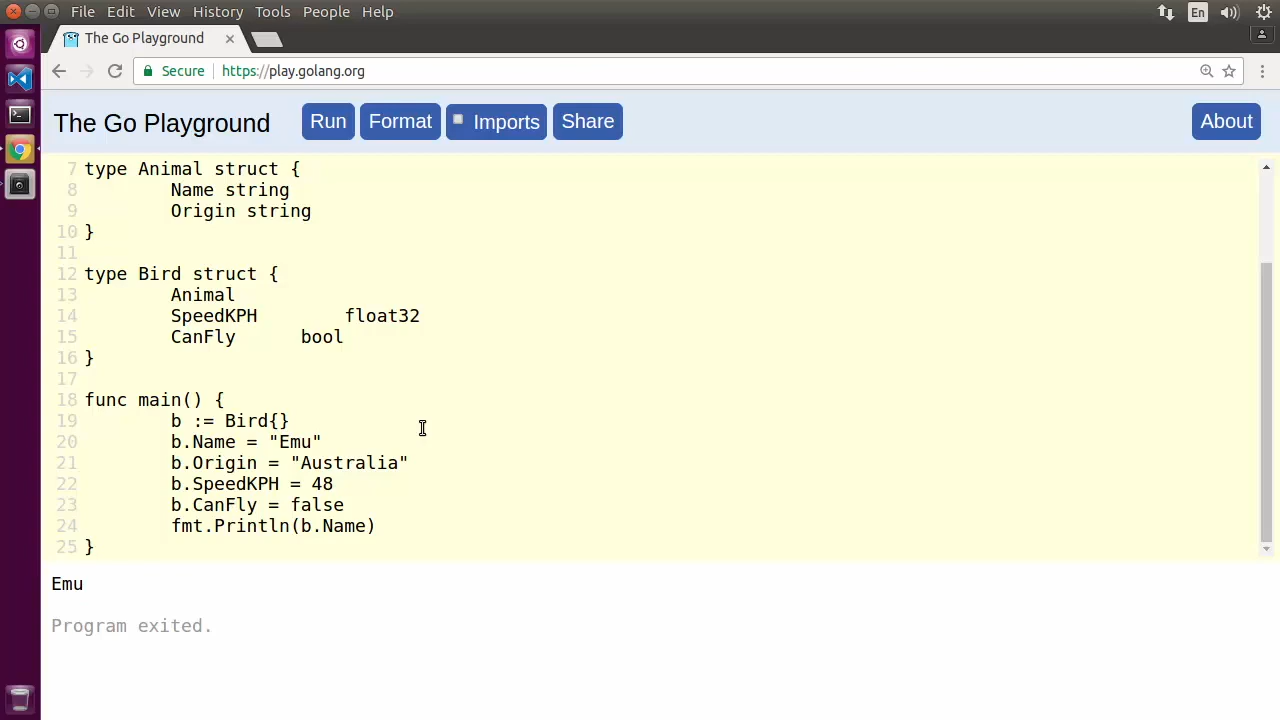 File Edit View History Tools People Help
En
The Go Playground
Secure https://play.golang.org
The Go Playground Run Format Imports Share About
7 type Animal struct {
8 Name string
9 Origin string
10 }
11
12 type Bird struct {
13 Animal
14 SpeedKPH float32
15 CanFly bool
16 }
17
18 func main() {
19 b := Bird{}
20 b.Name = "Emu"
21 b.Origin = "Australia"
22 b.SpeedKPH = 48
23 b.CanFly = false
24 fmt.Println(b.Name)
25 }
Emu
Program exited.